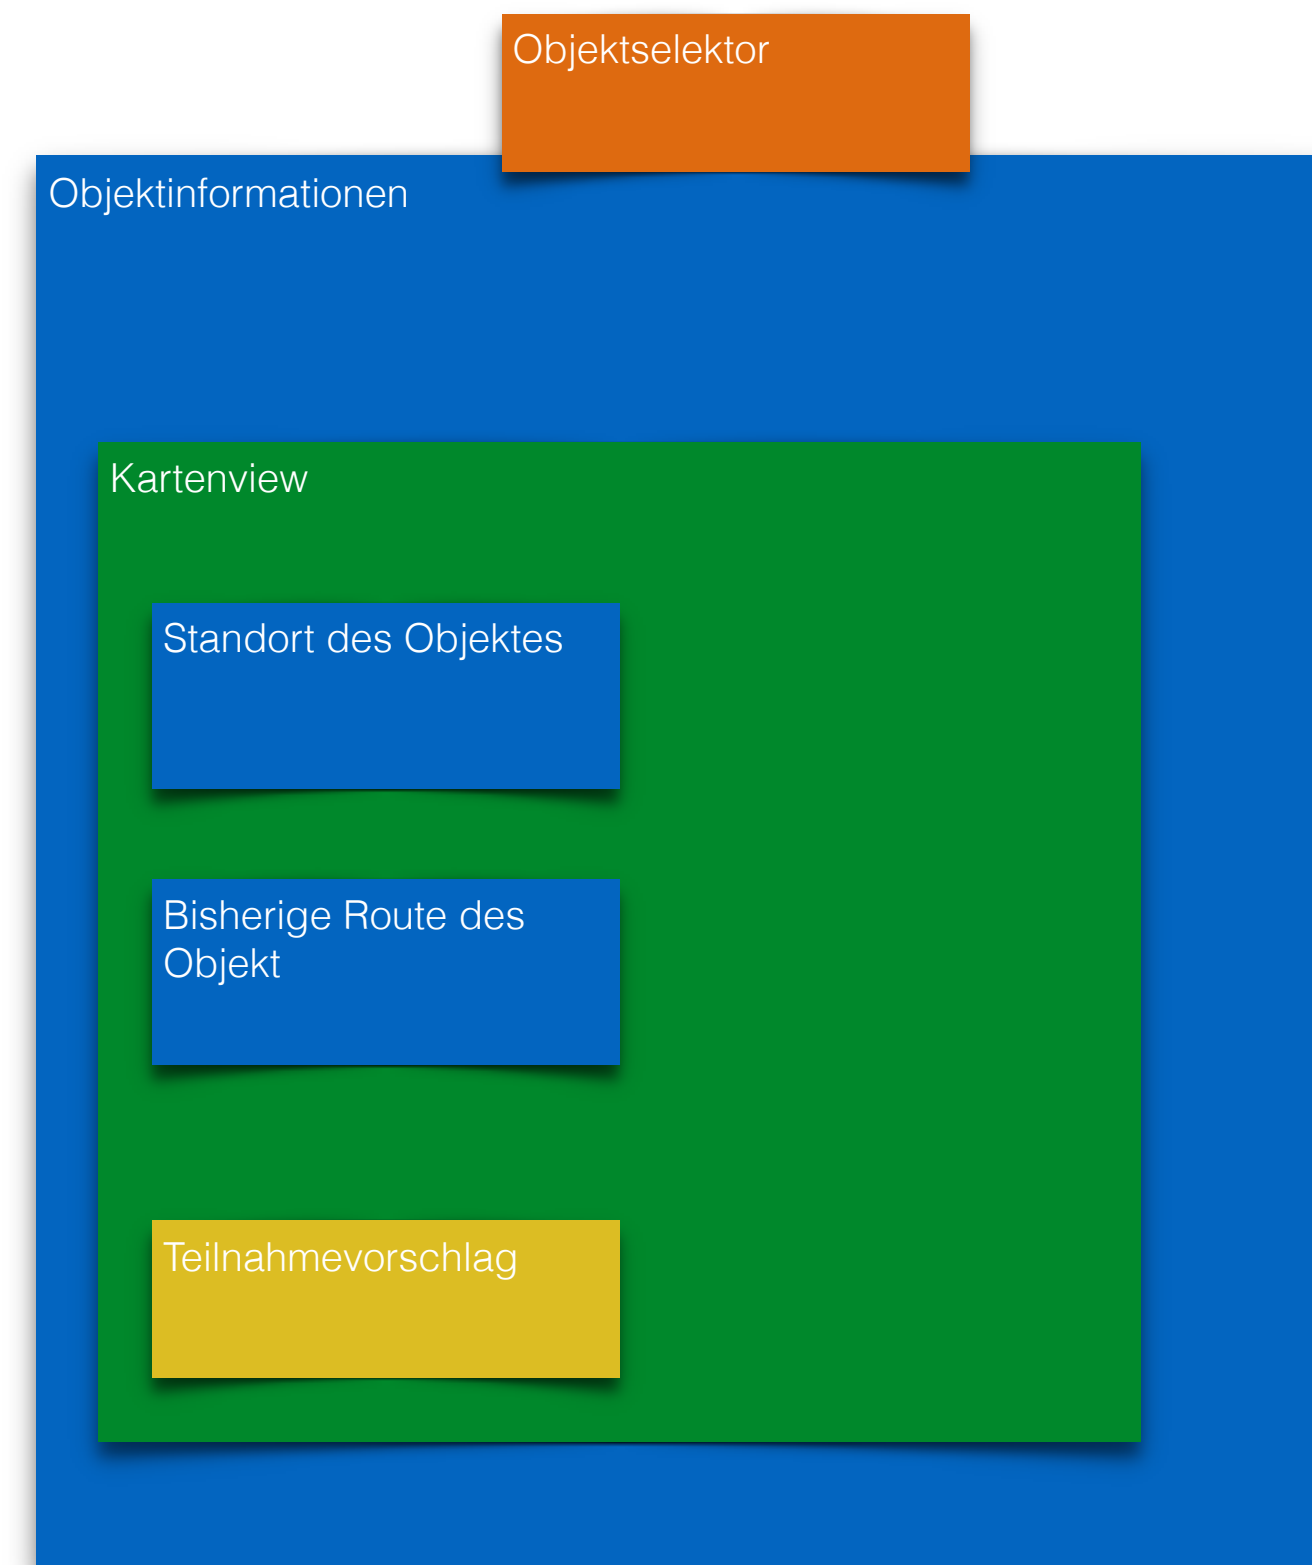 Objektselektor
Objektinformationen
Kartenview
Standort des Objektes
Bisherige Route des
Objekt
Teilnahmevorschlag